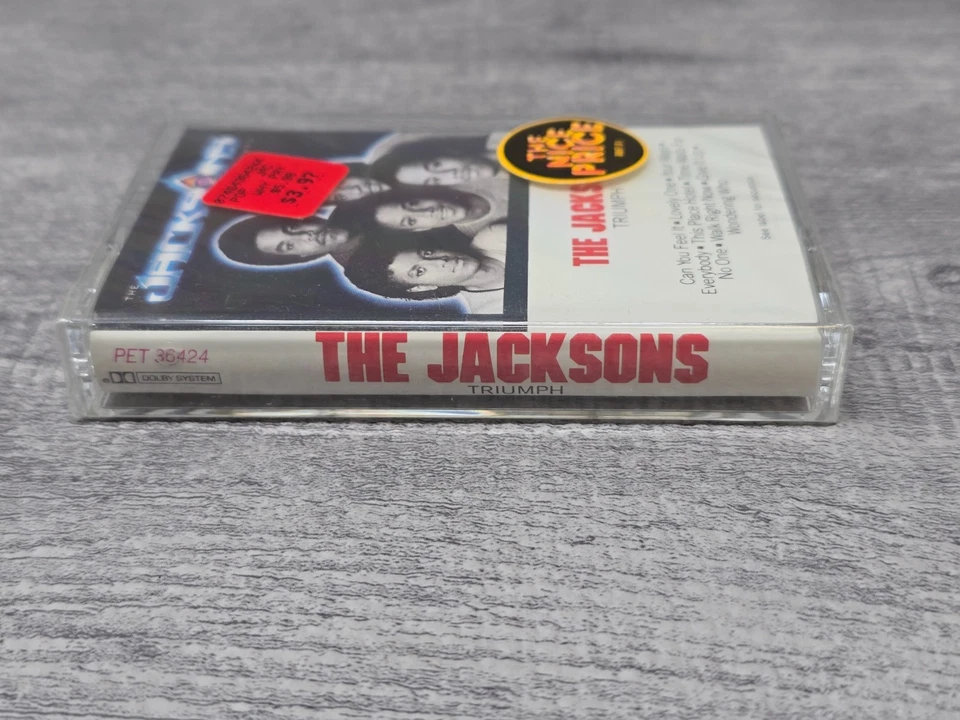 THE
JACKSONS
$3.97
THE
NICE
PRICE
THE JACKS
TRIUMPH
Can You Feel It • Lovely One • Your Ways •
Everybody • This Place Hotel • Time Waits For
No One • Walk Right Now • Give It Up •
Wondering Who
PET 36424
DOLBY SYSTEM
THE JACKSONS
TRIUMPH